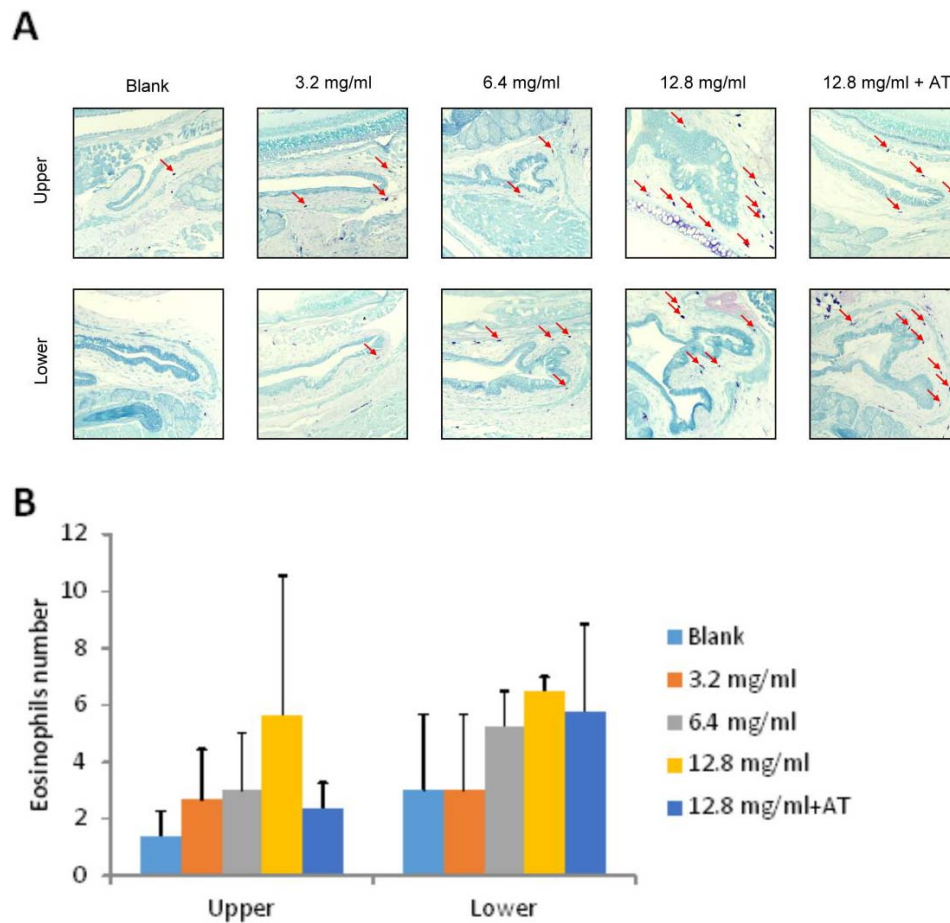 A
Blank 3.2 mg/ml 6.4 mg/ml 12.8 mg/ml 12.8 mg/ml + AT
Upper
Lower
B
12
10
8
6
4
2
0
Eosinophils number
Upper Lower
Blank
3.2 mg/ml
6.4 mg/ml
12.8 mg/ml
12.8 mg/ml+AT